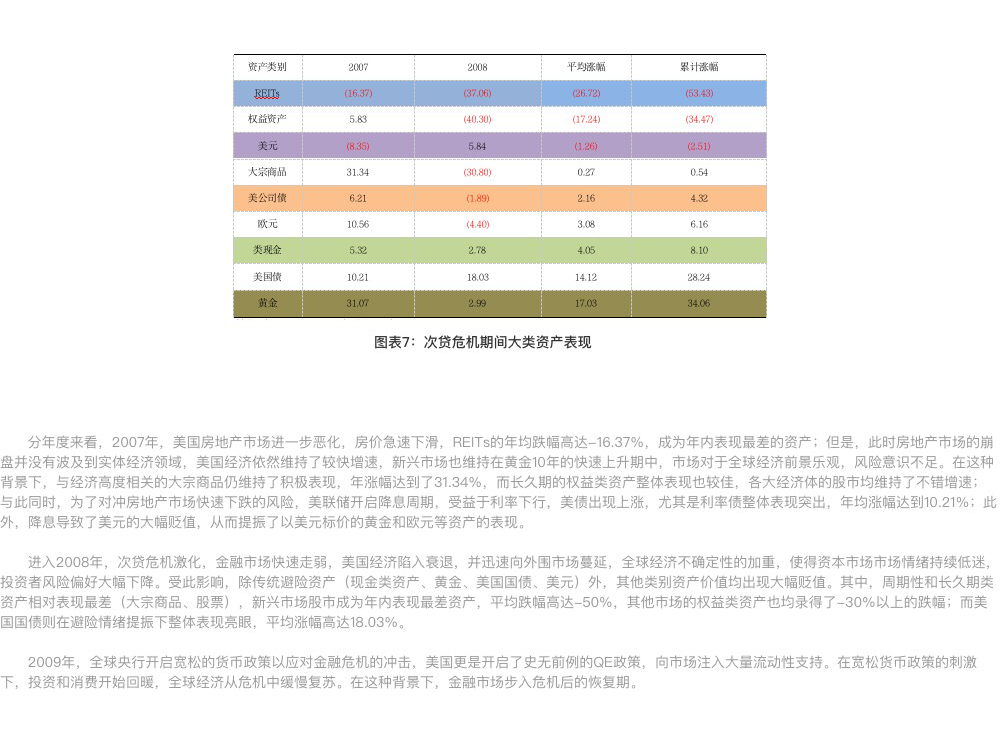 资产类别 2007 2008 平均涨幅 累计涨幅
REITs (16.37) (37.06) (26.72) (53.43)
权益资产 5.83 (40.30) (17.24) (34.47)
美元 (8.35) 5.84 (1.26) (2.51)
大宗商品 31.34 (30.80) 0.27 0.54
美公司债 6.21 (1.89) 2.16 4.32
欧元 10.56 (4.40) 3.08 6.16
类现金 5.32 2.78 4.05 8.10
美国债 10.21 18.03 14.12 28.24
黄金 31.07 2.99 17.03 34.06
图表7：次贷危机期间大类资产表现
分年度来看，2007年，美国房地产市场进一步恶化，房价急速下滑，REITs的年均跌幅高达-16.37%，成为年内表现最差的资产；但是，此时房地产市场的崩
盘并没有波及到实体经济领域，美国经济依然维持了较快增速，新兴市场也维持在黄金10年的快速上升期中，市场对于全球经济前景乐观，风险意识不足。在这种
背景下，与经济高度相关的大宗商品仍维持了积极表现，年涨幅达到了31.34%，而长久期的权益类资产整体表现也较佳，各大经济体的股市均维持了不错增速；
与此同时，为了对冲房地产市场快速下跌的风险，美联储开启降息周期，受益于利率下行，美债出现上涨，尤其是利率债整体表现突出，年均涨幅达到10.21%；此
外，降息导致了美元的大幅贬值，从而提振了以美元标价的黄金和欧元等资产的表现。
进入2008年，次贷危机激化，金融市场快速走弱，美国经济陷入衰退，并迅速向外围市场蔓延，全球经济不确定性的加重，使得资本市场市场情绪持续低迷，
投资者风险偏好大幅下降。受此影响，除传统避险资产（现金类资产、黄金、美国国债、美元）外，其他类别资产价值均出现大幅贬值。其中，周期性和长久期类
资产相对表现最差（大宗商品、股票），新兴市场股市成为年内表现最差资产，平均跌幅高达-50%，其他市场的权益类资产也均录得了-30%以上的跌幅；而美
国国债则在避险情绪提振下整体表现亮眼，平均涨幅高达18.03%。
2009年，全球央行开启宽松的货币政策以应对金融危机的冲击，美国更是开启了史无前例的QE政策，向市场注入大量流动性支持。在宽松货币政策的刺激
下，投资和消费开始回暖，全球经济从危机中缓慢复苏。在这种背景下，金融市场步入危机后的恢复期。